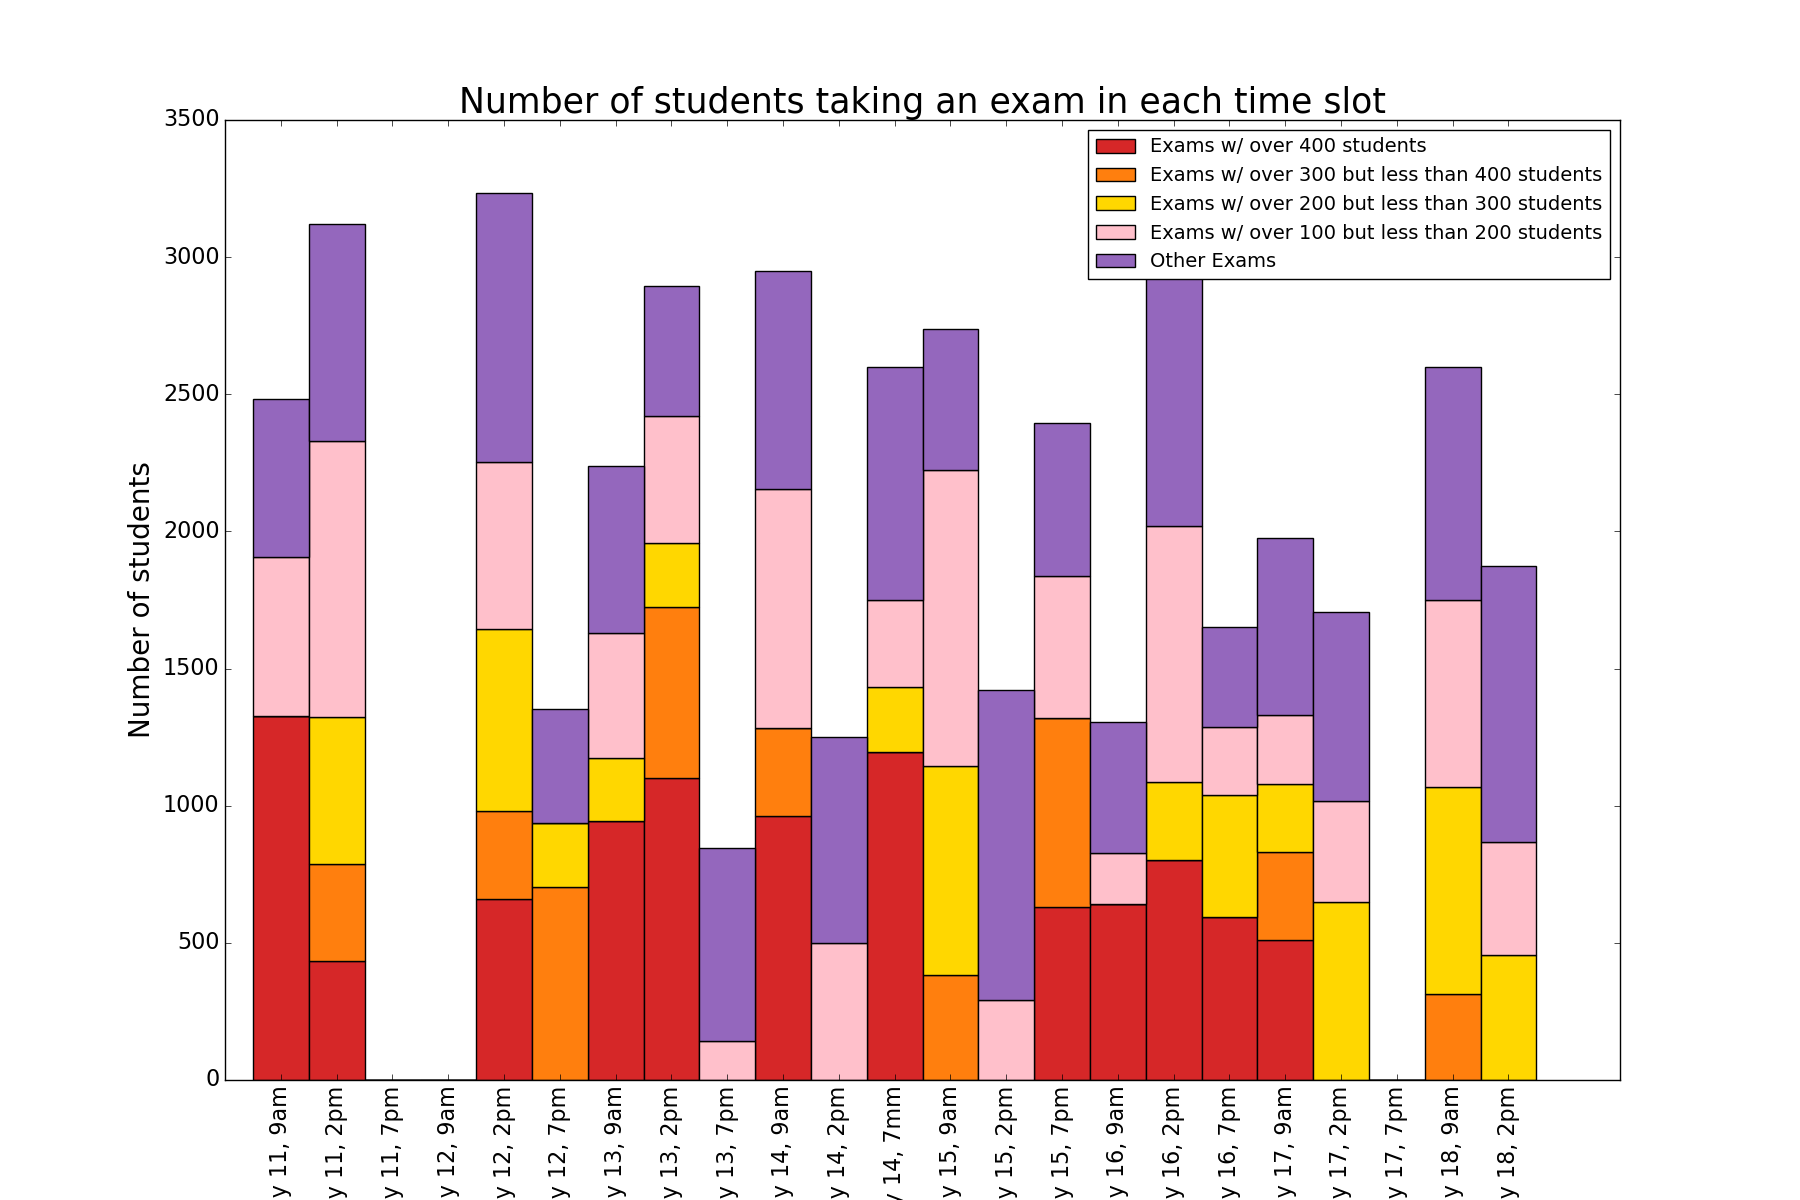 Number of students taking an exam in each time slot
Exams w/ over 400 students
Exams w/ over 300 but less than 400 students
Exams w/ over 200 but less than 300 students
Exams w/ over 100 but less than 200 students
Other Exams
Number of students
3500
3000
2500
2000
1500
1000
500
0
y 11, 9am
y 11, 2pm
y 11, 7pm
y 12, 9am
y 12, 2pm
y 12, 7pm
y 13, 9am
y 13, 2pm
y 13, 7pm
y 14, 9am
y 14, 2pm
y 14, 7mm
y 15, 9am
y 15, 2pm
y 15, 7pm
y 16, 9am
y 16, 2pm
y 16, 7pm
y 17, 9am
y 17, 2pm
y 17, 7pm
y 18, 9am
y 18, 2pm